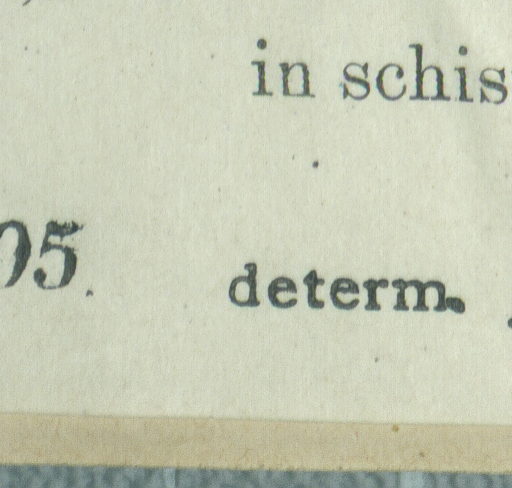 in schis
05. determ.